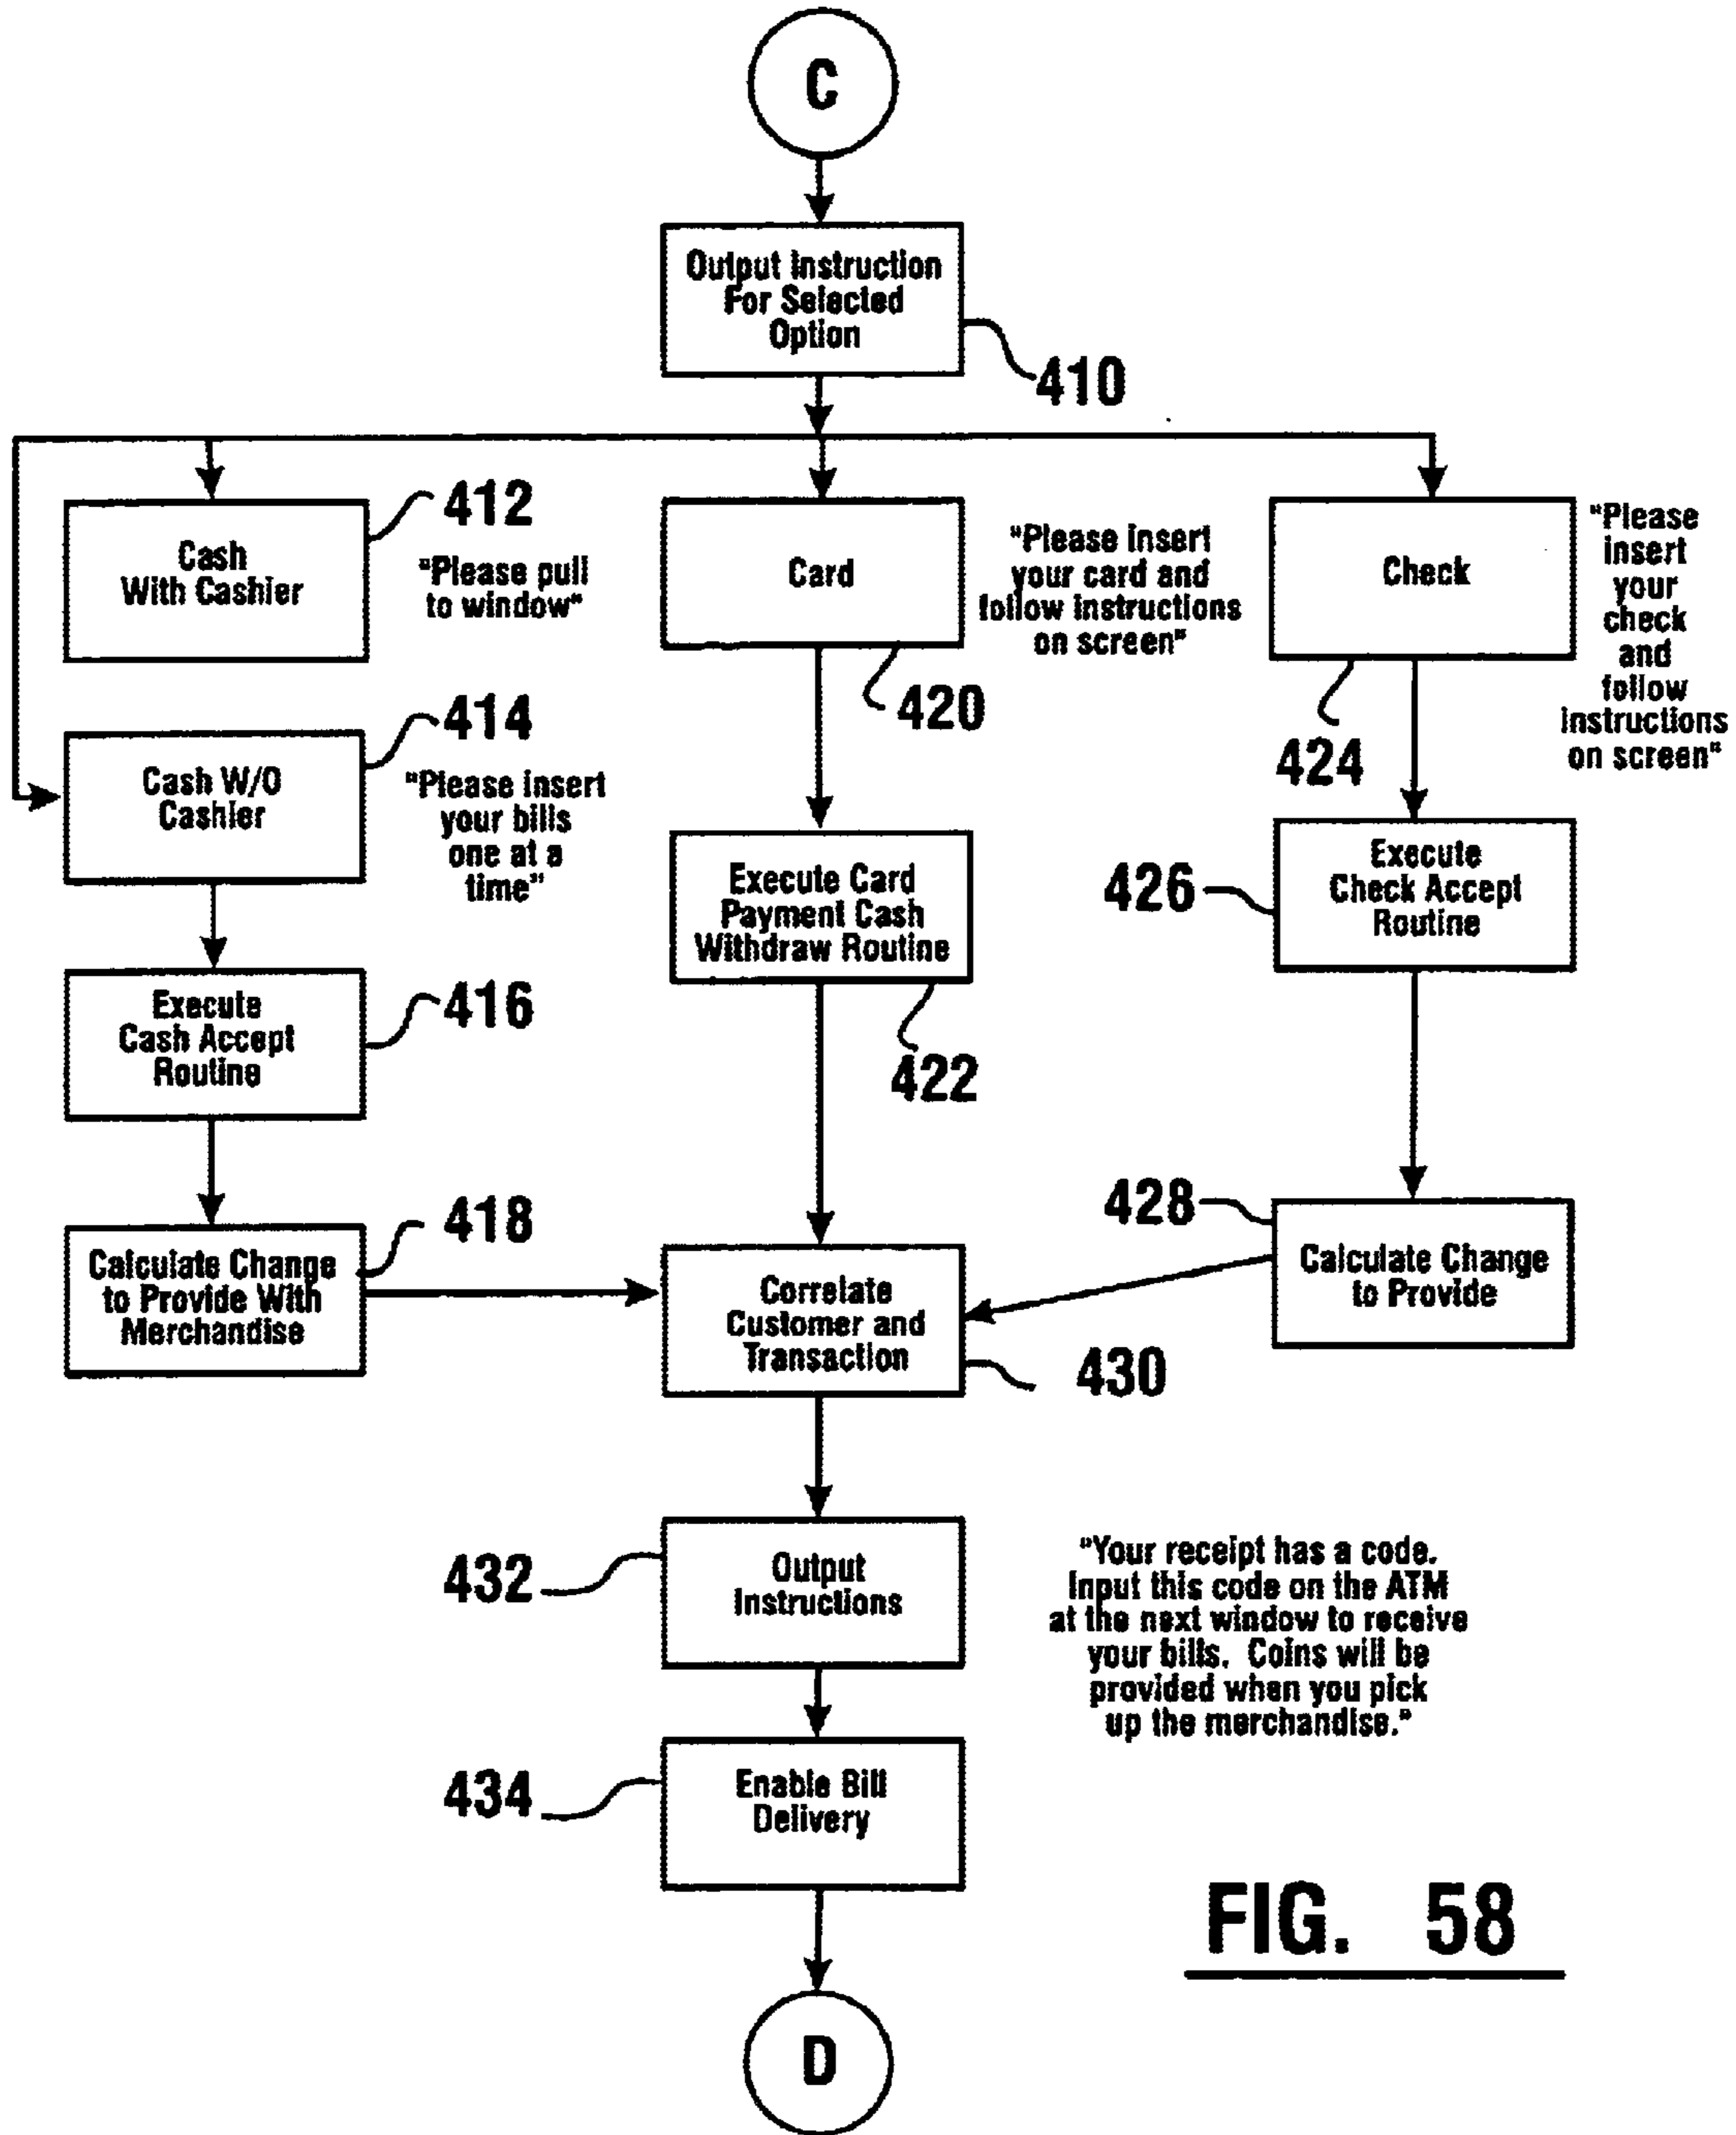 C
Output Instruction
For Selected
Option
410
Cash
With Cashier
412
"Please pull
to window"
Card
"Please insert
your card and
follow instructions
on screen"
420
Check
"Please
insert
your
check
and
follow
instructions
on screen"
424
Cash W/O
Cashier
414
"Please insert
your bills
one at a
time"
Execute Card
Payment Cash
Withdraw Routine
422
426
Execute
Check Accept
Routine
Execute
Cash Accept
Routine
416
Calculate Change
to Provide With
Merchandise
418
Correlate
Customer and
Transaction
430
428
Calculate Change
to Provide
432
Output
Instructions
"Your receipt has a code.
Input this code on the ATM
at the next window to receive
your bills. Coins will be
provided when you pick
up the merchandise."
434
Enable Bill
Delivery
D
FIG. 58